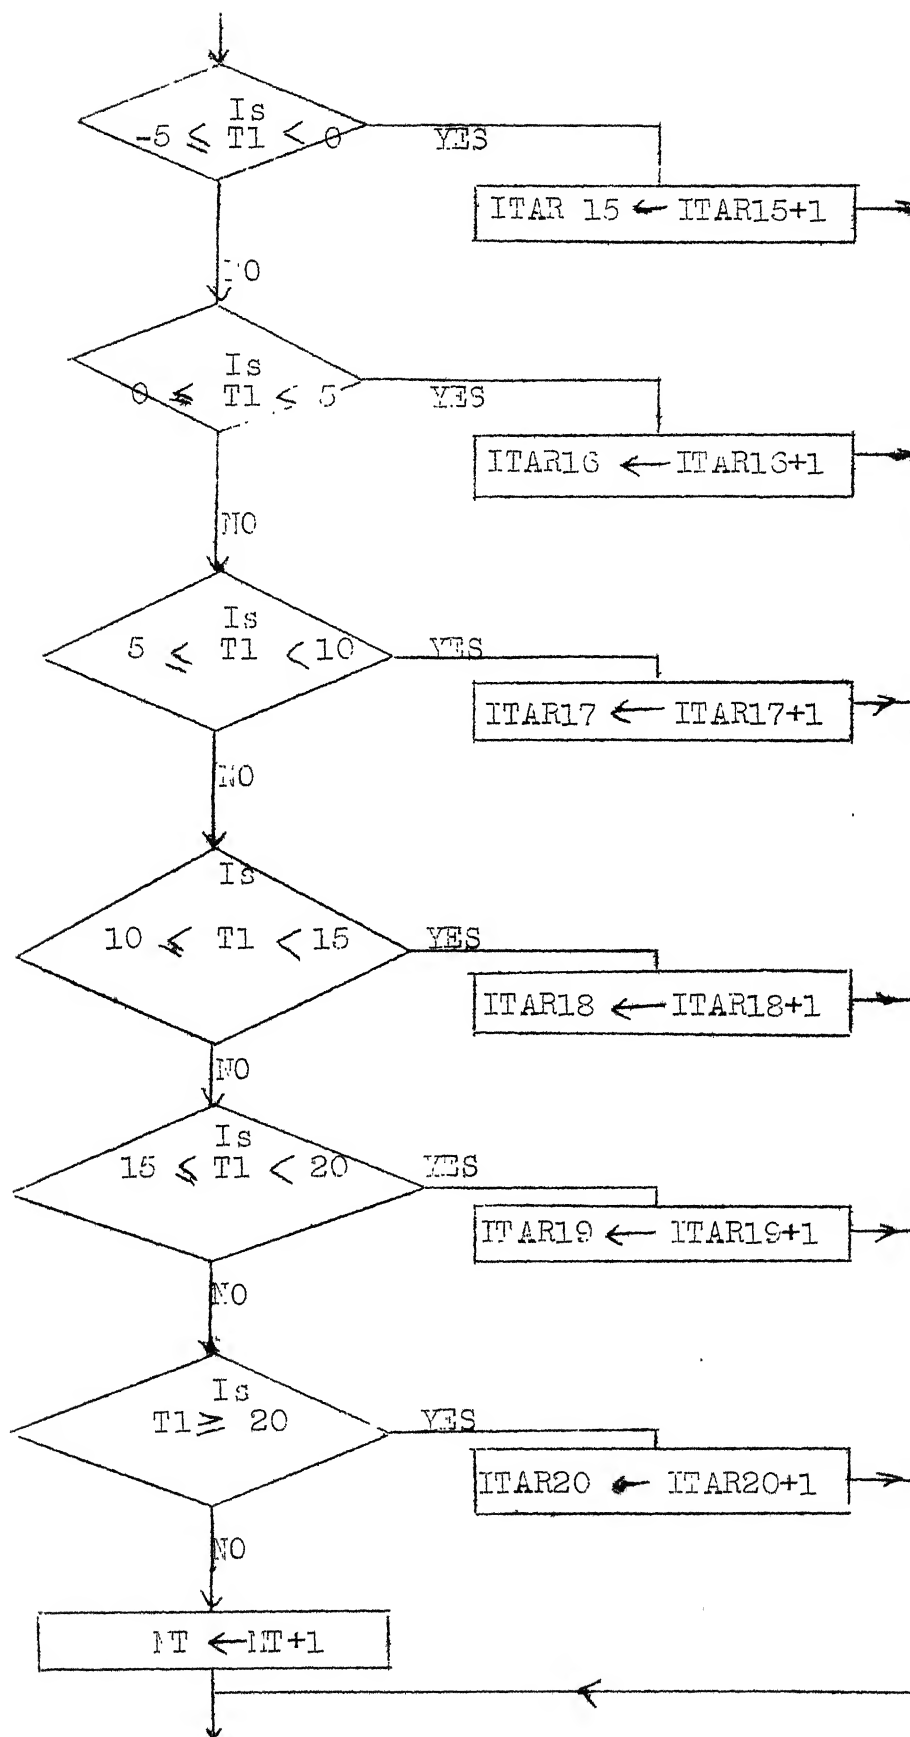 Is
-5 ≤ T1 < 0
YES
ITAR 15 ← ITAR15+1
NO
Is
0 ≤ T1 < 5
YES
ITAR16 ← ITAR16+1
NO
Is
5 ≤ T1 < 10
YES
ITAR17 ← ITAR17+1
NO
Is
10 ≤ T1 < 15
YES
ITAR18 ← ITAR18+1
NO
Is
15 ≤ T1 < 20
YES
ITAR19 ← ITAR19+1
NO
Is
T1 ≥ 20
YES
ITAR20 ← ITAR20+1
NO
MT ← MT+1